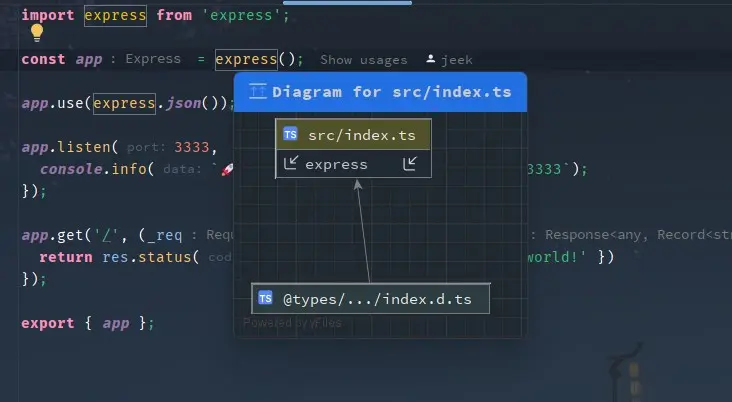 import express from 'express';
const app : Express = express(); Show usages jeek
Diagram for src/index.ts
app.use(express.json());
TS src/index.ts
app.listen( port: 3333,
express
console.info( data: `🚀 3333`);
});
app.get('/', (_req : Requ : Response<any, Record<str
return res.status( cod world!' })
});
TS @types/.../index.d.ts
Powered by yFiles
export { app };